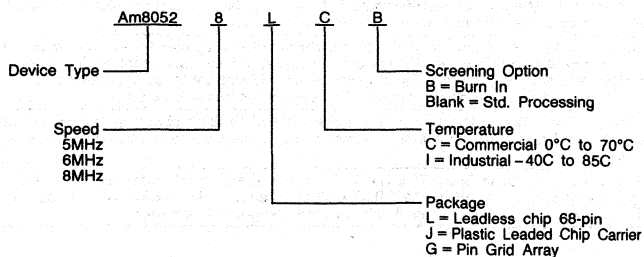 Am8052 8 L C B
Device Type
Screening Option
B = Burn In
Blank = Std. Processing
Speed
5MHz
6MHz
8MHz
Temperature
C = Commercial 0°C to 70°C
I = Industrial – 40C to 85C
Package
L = Leadless chip 68-pin
J = Plastic Leaded Chip Carrier
G = Pin Grid Array